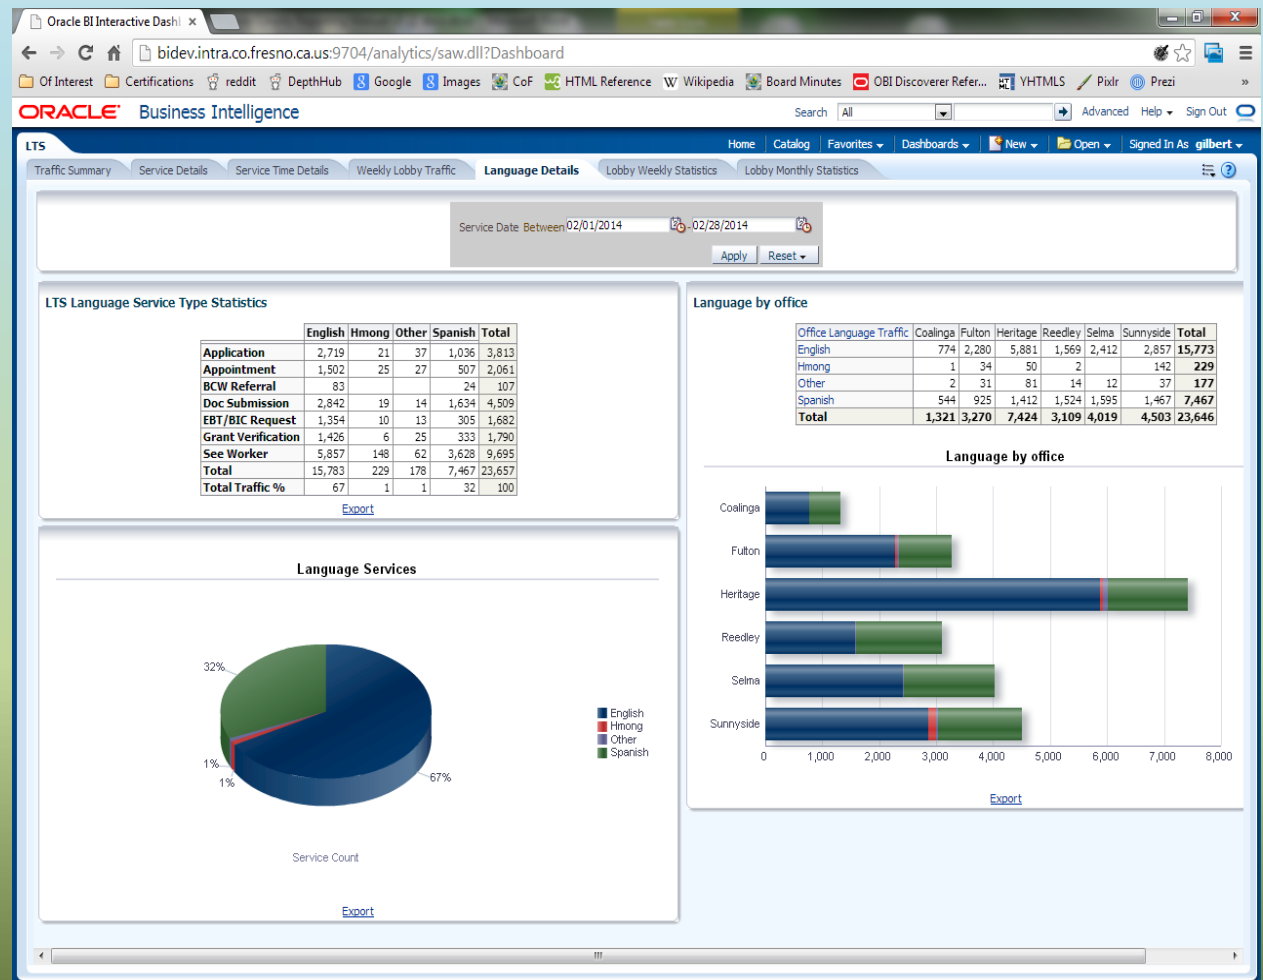 Oracle BI Interactive Dashl ×
bidev.intra.co.fresno.ca.us:9704/analytics/saw.dll?Dashboard
Of Interest Certifications reddit DepthHub Google Images CoF HTML Reference Wikipedia Board Minutes OBI Discoverer Refer... YHTMLS Pixlr Prezi »
ORACLE Business Intelligence Search All Advanced Help Sign Out
LTS Home Catalog Favorites Dashboards New Open Signed In As gilbert
Traffic Summary Service Details Service Time Details Weekly Lobby Traffic Language Details Lobby Weekly Statistics Lobby Monthly Statistics
Service Date Between 02/01/2014 - 02/28/2014
Apply Reset
LTS Language Service Type Statistics
English Hmong Other Spanish Total
Application 2,719 21 37 1,036 3,813
Appointment 1,502 25 27 507 2,061
BCW Referral 83 24 107
Doc Submission 2,842 19 14 1,634 4,509
EBT/BIC Request 1,354 10 13 305 1,682
Grant Verification 1,426 6 25 333 1,790
See Worker 5,857 148 62 3,628 9,695
Total 15,783 229 178 7,467 23,657
Total Traffic % 67 1 1 32 100
Export
Language Services
32%
1%
1%
67%
English
Hmong
Other
Spanish
Service Count
Export
Language by office
Office Language Traffic Coalinga Fulton Heritage Reedley Selma Sunnyside Total
English 774 2,280 5,881 1,569 2,412 2,857 15,773
Hmong 1 34 50 2 142 229
Other 2 31 81 14 12 37 177
Spanish 544 925 1,412 1,524 1,595 1,467 7,467
Total 1,321 3,270 7,424 3,109 4,019 4,503 23,646
Language by office
Coalinga
Fulton
Heritage
Reedley
Selma
Sunnyside
0 1,000 2,000 3,000 4,000 5,000 6,000 7,000 8,000
Export